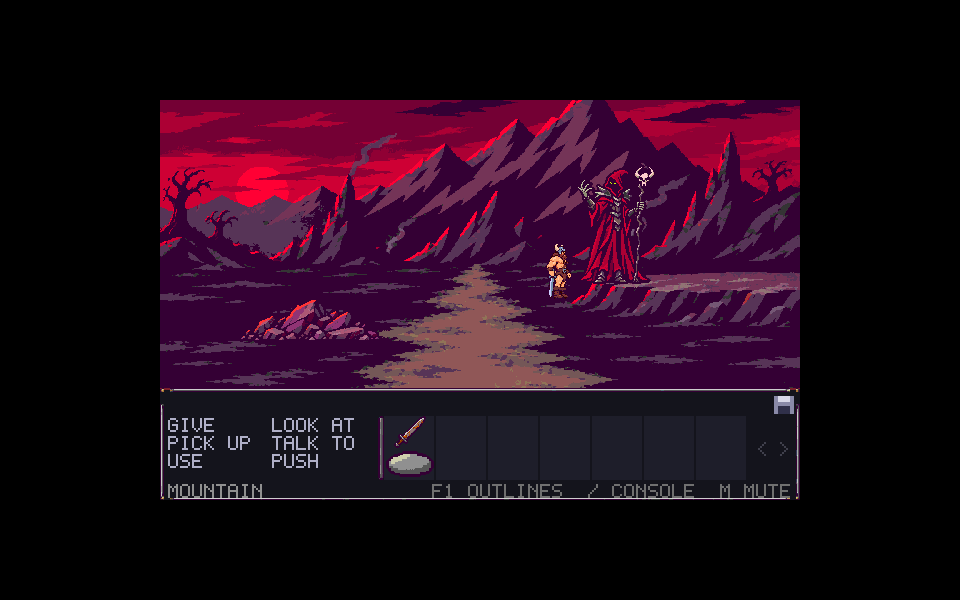 GIVE LOOK AT
PICK UP TALK TO
USE PUSH
MOUNTAIN F1 OUTLINES / CONSOLE M MUTE